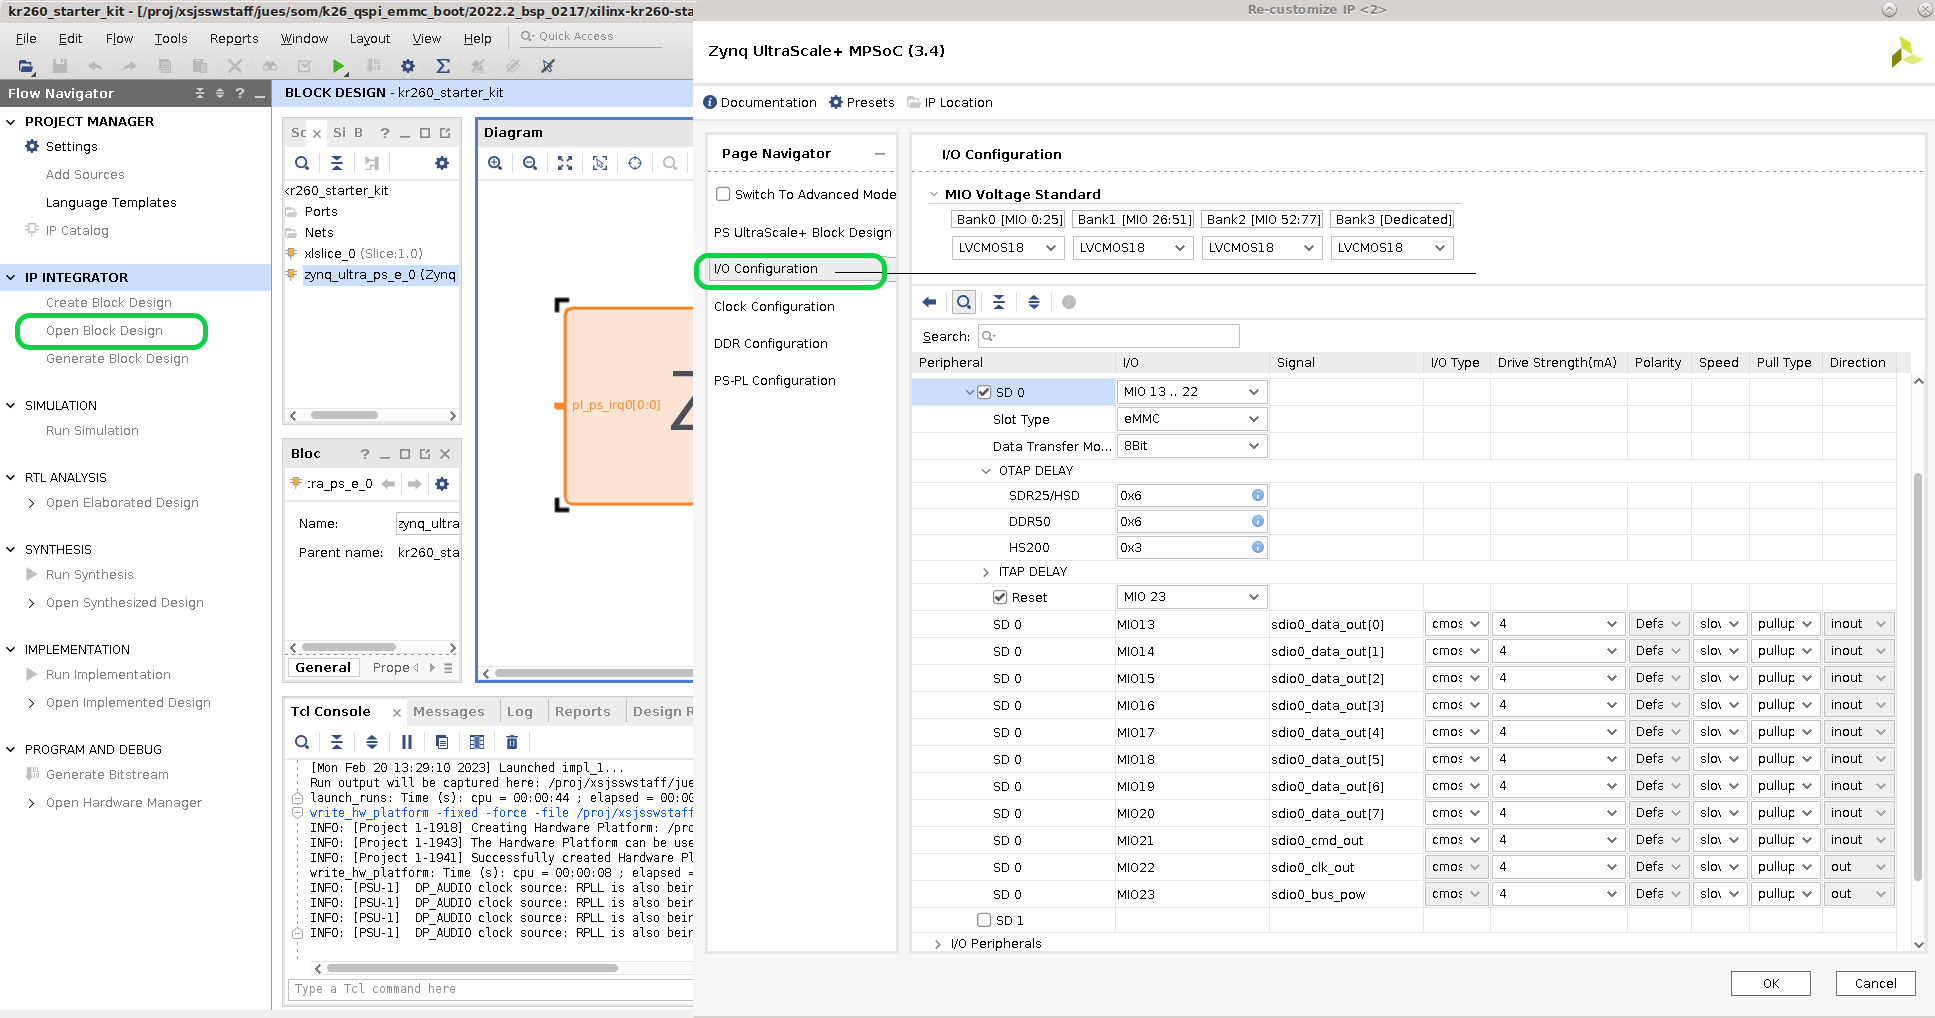 kr260_starter_kit - [/proj/xsjsswstaff/jues/som/k26_qspi_emmc_boot/2022.2_bsp_0217/xilinx-kr260-sta
File Edit Flow Tools Reports Window Layout View Help Quick Access
Flow Navigator
PROJECT MANAGER
Settings
Add Sources
Language Templates
IP Catalog
IP INTEGRATOR
Create Block Design
Open Block Design
Generate Block Design
SIMULATION
Run Simulation
RTL ANALYSIS
Open Elaborated Design
SYNTHESIS
Run Synthesis
Open Synthesized Design
IMPLEMENTATION
Run Implementation
Open Implemented Design
PROGRAM AND DEBUG
Generate Bitstream
Open Hardware Manager
BLOCK DESIGN - kr260_starter_kit
Sc Si B ?
kr260_starter_kit
Ports
Nets
xlslice_0 (Slice:1.0)
zynq_ultra_ps_e_0 (Zynq
Bloc ?
:ra_ps_e_0
Name: zynq_ultra
Parent name: kr260_sta
General Prope
Diagram
pl_ps_irq0[0:0]
Z
Tcl Console Messages Log Reports Design R
[Mon Feb 20 13:29:10 2023] Launched impl_1...
Run output will be captured here: /proj/xsjsswstaff/jue
launch_runs: Time (s): cpu = 00:00:44 ; elapsed = 00:00
write_hw_platform -fixed -force -file /proj/xsjsswstaff
INFO: [Project 1-1918] Creating Hardware Platform: /pro
INFO: [Project 1-1943] The Hardware Platform can be use
INFO: [Project 1-1941] Successfully created Hardware Pl
write_hw_platform: Time (s): cpu = 00:00:08 ; elapsed =
INFO: [PSU-1] DP_AUDIO clock source: RPLL is also bein
INFO: [PSU-1] DP_AUDIO clock source: RPLL is also bein
INFO: [PSU-1] DP_AUDIO clock source: RPLL is also bein
INFO: [PSU-1] DP_AUDIO clock source: RPLL is also bein
Type a Tcl command here
Re-customize IP <2>
Zynq UltraScale+ MPSoC (3.4)
Documentation Presets IP Location
Page Navigator
Switch To Advanced Mode
PS UltraScale+ Block Design
I/O Configuration
Clock Configuration
DDR Configuration
PS-PL Configuration
I/O Configuration
MIO Voltage Standard
Bank0 [MIO 0:25] Bank1 [MIO 26:51] Bank2 [MIO 52:77] Bank3 [Dedicated]
LVCMOS18 LVCMOS18 LVCMOS18 LVCMOS18
Search:
Peripheral I/O Signal I/O Type Drive Strength(mA) Polarity Speed Pull Type Direction
SD 0 MIO 13 .. 22
Slot Type eMMC
Data Transfer Mo... 8Bit
OTAP DELAY
SDR25/HSD 0x6
DDR50 0x6
HS200 0x3
ITAP DELAY
Reset MIO 23
SD 0 MIO13 sdio0_data_out[0] cmos 4 Defa slov pullup inout
SD 0 MIO14 sdio0_data_out[1] cmos 4 Defa slov pullup inout
SD 0 MIO15 sdio0_data_out[2] cmos 4 Defa slov pullup inout
SD 0 MIO16 sdio0_data_out[3] cmos 4 Defa slov pullup inout
SD 0 MIO17 sdio0_data_out[4] cmos 4 Defa slov pullup inout
SD 0 MIO18 sdio0_data_out[5] cmos 4 Defa slov pullup inout
SD 0 MIO19 sdio0_data_out[6] cmos 4 Defa slov pullup inout
SD 0 MIO20 sdio0_data_out[7] cmos 4 Defa slov pullup inout
SD 0 MIO21 sdio0_cmd_out cmos 4 Defa slov pullup inout
SD 0 MIO22 sdio0_clk_out cmos 4 Defa slov pullup out
SD 0 MIO23 sdio0_bus_pow cmos 4 Defa slov pullup out
SD 1
I/O Peripherals
OK Cancel